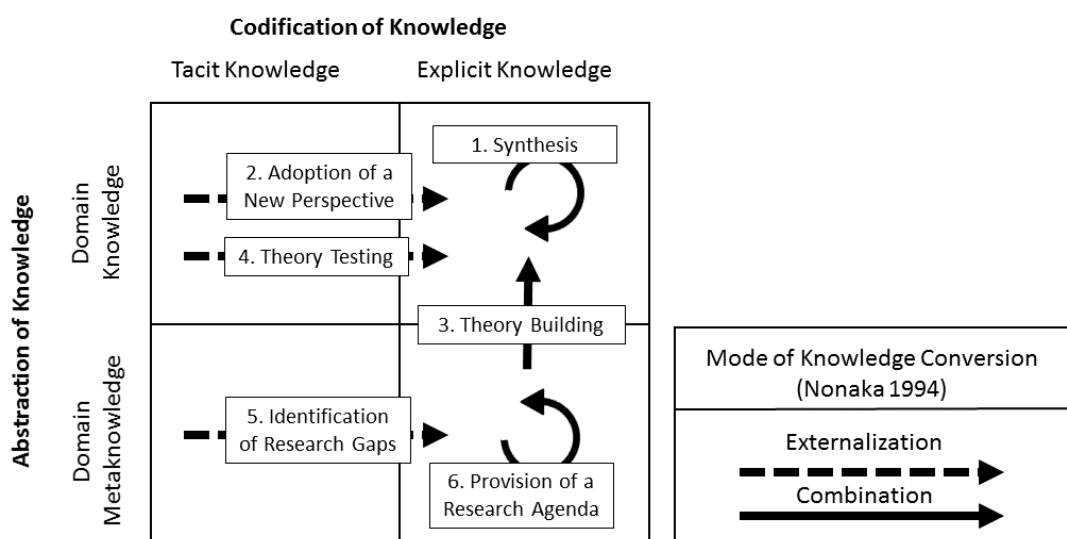 Codification of Knowledge
Tacit Knowledge
Explicit Knowledge
Abstraction of Knowledge
Domain
Knowledge
1. Synthesis
2. Adoption of a
New Perspective
4. Theory Testing
3. Theory Building
Domain
Metaknowledge
5. Identification
of Research Gaps
6. Provision of a
Research Agenda
Mode of Knowledge Conversion
(Nonaka 1994)
Externalization
Combination